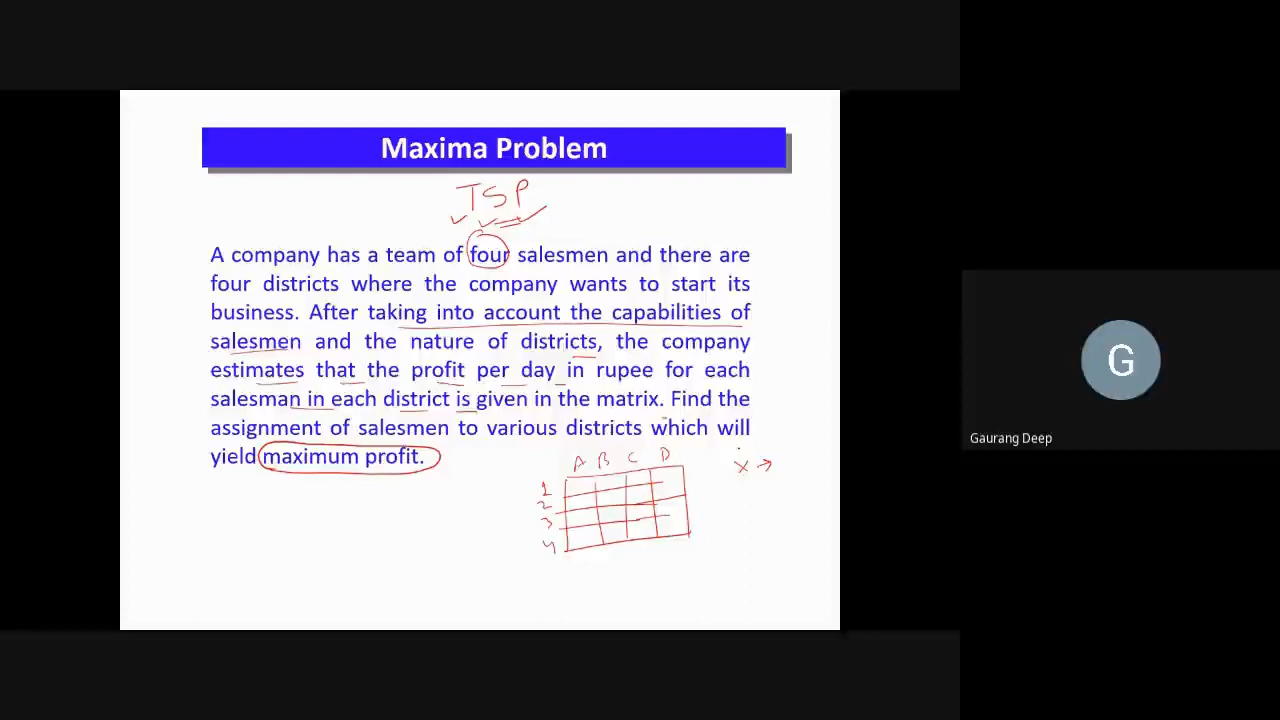 Maxima Problem
TSP
A company has a team of four salesmen and there are
four districts where the company wants to start its
business. After taking into account the capabilities of
salesmen and the nature of districts, the company
estimates that the profit per day in rupee for each
salesman in each district is given in the matrix. Find the
assignment of salesmen to various districts which will
yield maximum profit.
A B C D
1
2
3
4
x →
G
Gaurang Deep